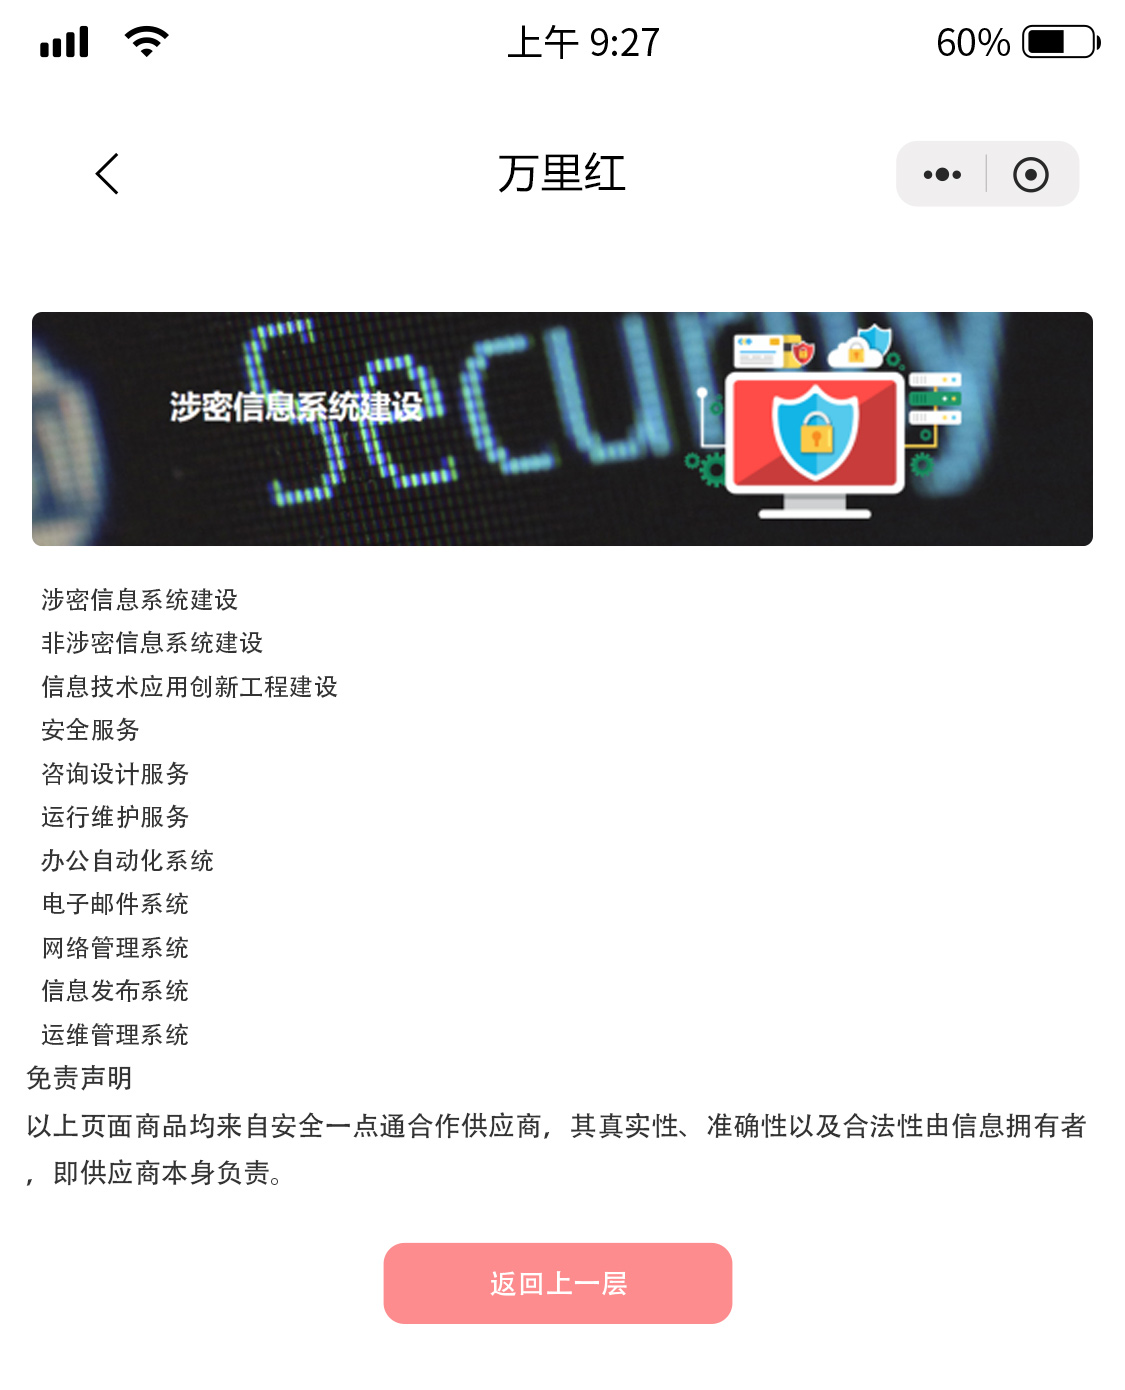 上午 9:27
60%
万里红
Security
涉密信息系统建设
涉密信息系统建设
非涉密信息系统建设
信息技术应用创新工程建设
安全服务
咨询设计服务
运行维护服务
办公自动化系统
电子邮件系统
网络管理系统
信息发布系统
运维管理系统
免责声明
以上页面商品均来自安全一点通合作供应商，其真实性、准确性以及合法性由信息拥有者
，即供应商本身负责。
返回上一层